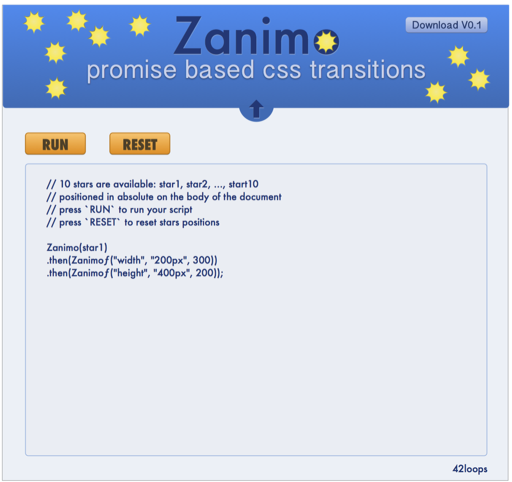 Zanimo
Download V0.1
promise based css transitions
RUN
RESET
// 10 stars are available: star1, star2, ..., start10
// positioned in absolute on the body of the document
// press `RUN` to run your script
// press `RESET` to reset stars positions
Zanimo(star1)
.then(Zanimoƒ("width", "200px", 300))
.then(Zanimoƒ("height", "400px", 200));
42loops